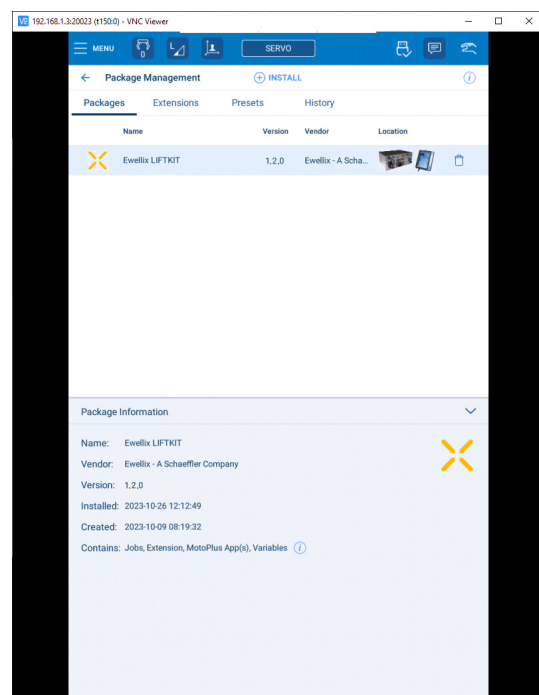 192.168.1.3:20023 (t150:0) - VNC Viewer
MENU 0 SERVO
Package Management INSTALL
Packages Extensions Presets History
Name Version Vendor Location
Ewellix LIFTKIT 1,2,0 Ewellix - A Scha...
Package Information
Name: Ewellix LIFTKIT
Vendor: Ewellix - A Schaeffler Company
Version: 1,2,0
Installed: 2023-10-26 12:12:49
Created: 2023-10-09 08:19:32
Contains: Jobs, Extension, MotoPlus App(s), Variables